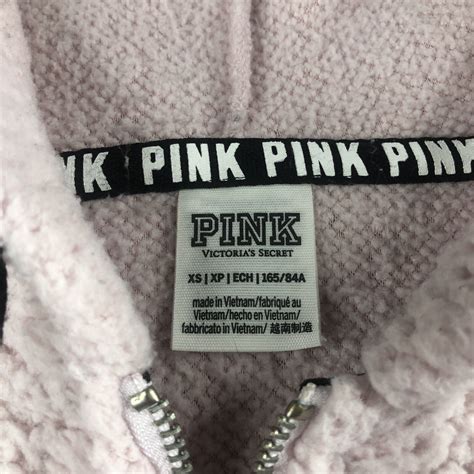 NK PINK PINK PINK
PINK
VICTORIA'S SECRET
XS | XP | ECH | 165/84A
made in Vietnam/fabriqué au
Vietnam/hecho en Vietnam/
fabbricato in Vietnam/ 越南制造